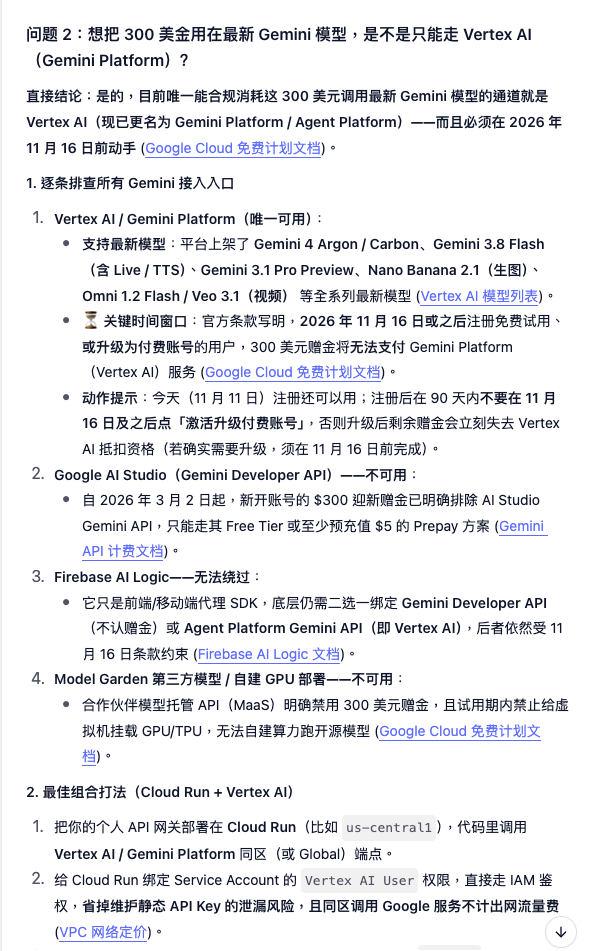 问题 2：想把 300 美金用在最新 Gemini 模型，是不是只能走 Vertex AI
（Gemini Platform）？
直接结论：是的，目前唯一能合规消耗这 300 美元调用最新 Gemini 模型的通道就是
Vertex AI（现已更名为 Gemini Platform / Agent Platform）——而且必须在 2026 年
11 月 16 日前动手 (Google Cloud 免费计划文档)。
1. 逐条排查所有 Gemini 接入入口
1. Vertex AI / Gemini Platform（唯一可用）：
• 支持最新模型：平台上架了 Gemini 4 Argon / Carbon、Gemini 3.8 Flash
（含 Live / TTS）、Gemini 3.1 Pro Preview、Nano Banana 2.1（生图）、
Omni 1.2 Flash / Veo 3.1（视频） 等全系列最新模型 (Vertex AI 模型列表)。
• ⏳ 关键时间窗口：官方条款写明，2026 年 11 月 16 日或之后注册免费试用、
或升级为付费账号的用户，300 美元赠金将无法支付 Gemini Platform
（Vertex AI）服务 (Google Cloud 免费计划文档)。
• 动作提示：今天（11 月 11 日）注册还可以用；注册后在 90 天内不要在 11 月
16 日及之后点「激活升级付费账号」，否则升级后剩余赠金会立刻失去 Vertex
AI 抵扣资格（若确实需要升级，须在 11 月 16 日前完成）。
2. Google AI Studio（Gemini Developer API）——不可用：
• 自 2026 年 3 月 2 日起，新开账号的 $300 迎新赠金已明确排除 AI Studio
Gemini API，只能走其 Free Tier 或至少预充值 $5 的 Prepay 方案 (Gemini
API 计费文档)。
3. Firebase AI Logic——无法绕过：
• 它只是前端/移动端代理 SDK，底层仍需二选一绑定 Gemini Developer API
（不认赠金）或 Agent Platform Gemini API（即 Vertex AI），后者依然受 11
月 16 日条款约束 (Firebase AI Logic 文档)。
4. Model Garden 第三方模型 / 自建 GPU 部署——不可用：
• 合作伙伴模型托管 API（MaaS）明确禁用 300 美元赠金，且试用期内禁止给虚
拟机挂载 GPU/TPU，无法自建算力跑开源模型 (Google Cloud 免费计划文
档)。
2. 最佳组合打法（Cloud Run + Vertex AI）
1. 把你的个人 API 网关部署在 Cloud Run（比如 us-central1），代码里调用
Vertex AI / Gemini Platform 同区（或 Global）端点。
2. 给 Cloud Run 绑定 Service Account 的 Vertex AI User 权限，直接走 IAM 鉴
权，省掉维护静态 API Key 的泄漏风险，且同区调用 Google 服务不计出网流量费
(VPC 网络定价)。